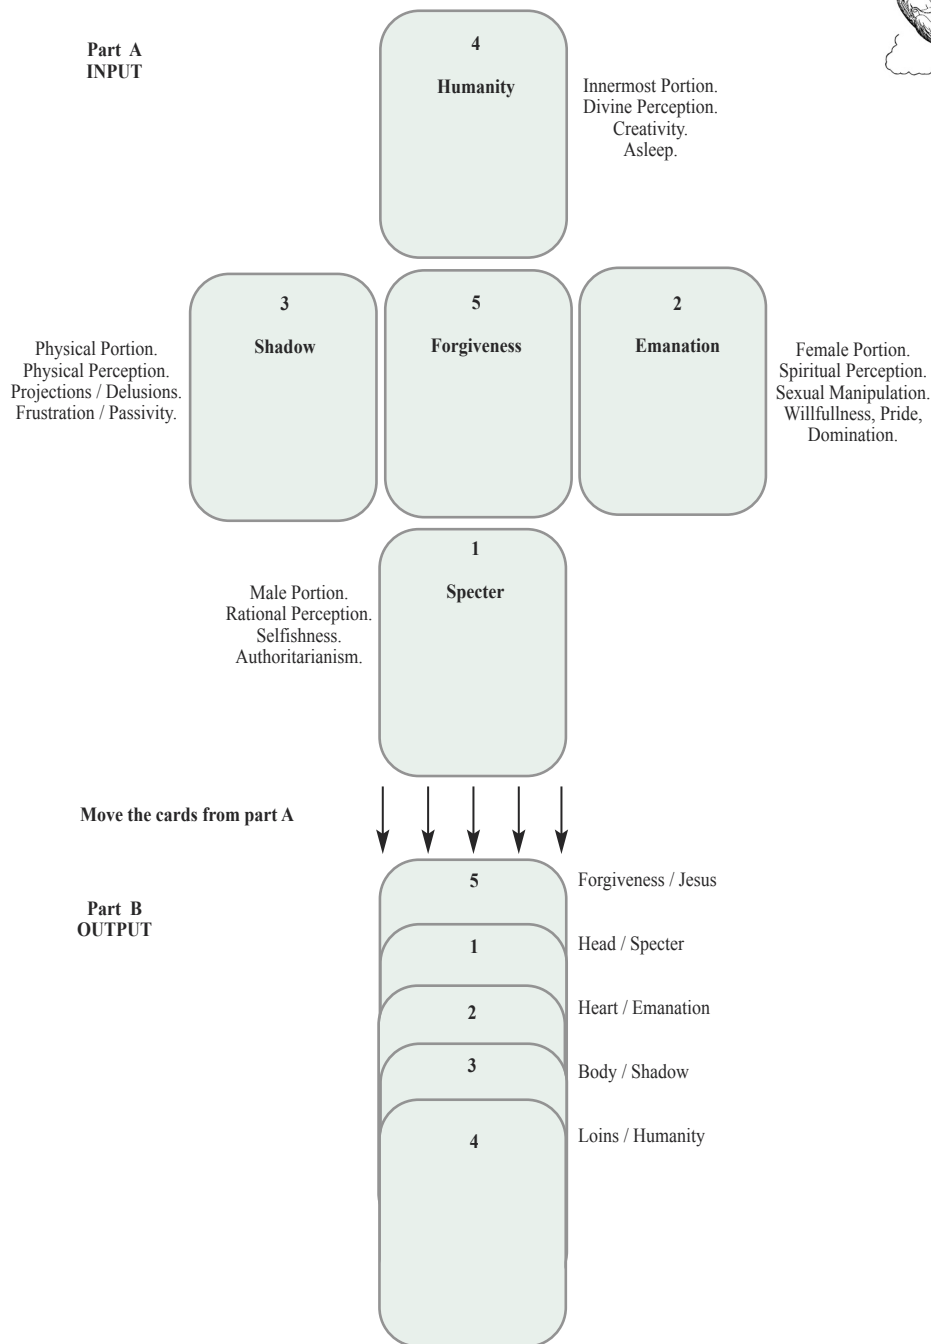 Part A
INPUT
4
Humanity
Innermost Portion.
Divine Perception.
Creativity.
Asleep.
3
Shadow
Physical Portion.
Physical Perception.
Projections / Delusions.
Frustration / Passivity.
5
Forgiveness
2
Emanation
Female Portion.
Spiritual Perception.
Sexual Manipulation.
Willfullness, Pride,
Domination.
1
Specter
Male Portion.
Rational Perception.
Selfishness.
Authoritarianism.
Move the cards from part A
Part B
OUTPUT
5
Forgiveness / Jesus
1
Head / Specter
2
Heart / Emanation
3
Body / Shadow
4
Loins / Humanity